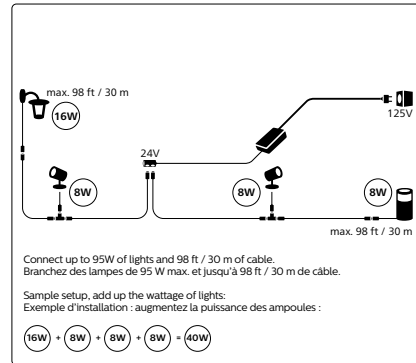 max. 98 ft / 30 m
16W
125V
24V
8W
8W
8W
max. 98 ft / 30 m
Connect up to 95W of lights and 98 ft / 30 m of cable.
Branchez des lampes de 95 W max. et jusqu'à 98 ft / 30 m de câble.
Sample setup, add up the wattage of lights:
Exemple d'installation : augmentez la puissance des ampoules :
16W + 8W + 8W + 8W = 40W